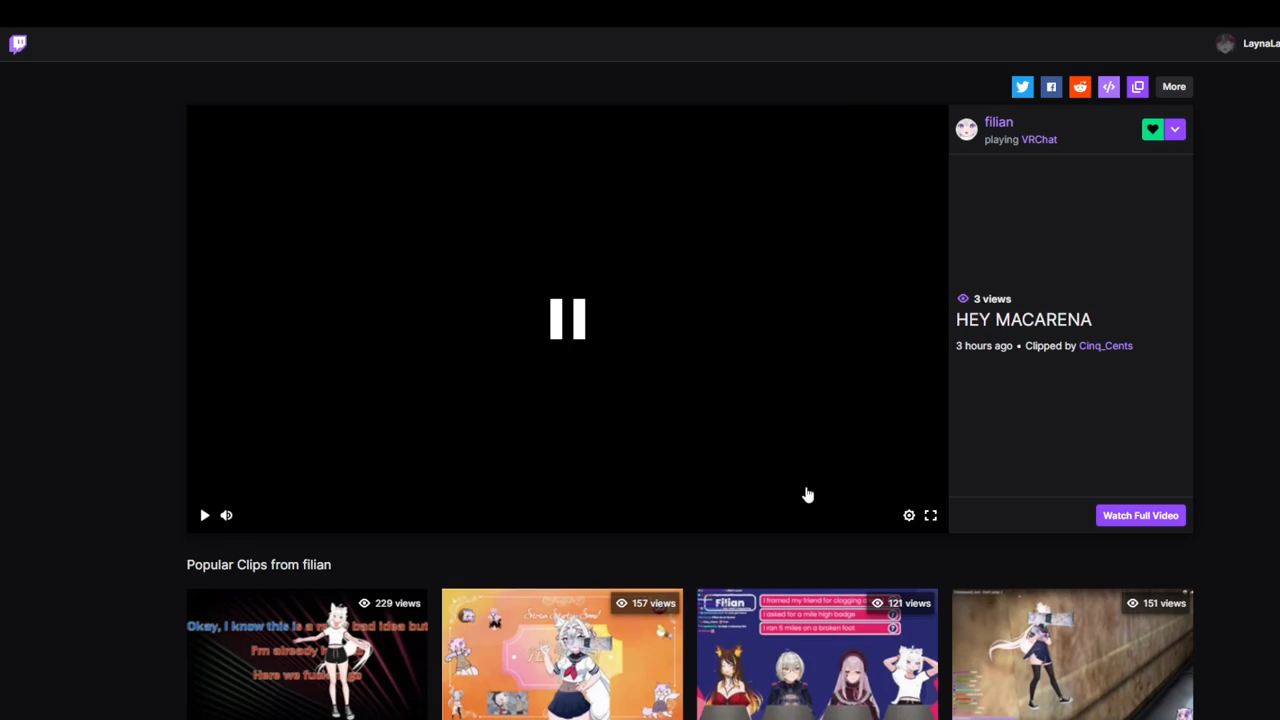 LaynaLa
More
filian
playing VRChat
3 views
HEY MACARENA
3 hours ago • Clipped by Cinq_Cents
Watch Full Video
Popular Clips from filian
229 views
Okay, I know this is a r bad idea but
I'm already h
Here we fu
157 views
121 views
Filian
I framed my friend for clogging
I asked for a mile high badge
I ran 5 miles on a broken foot
151 views